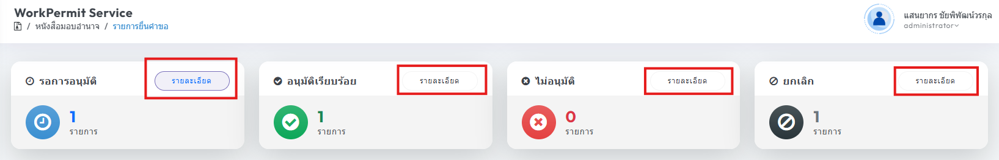 WorkPermit Service
/ หนังสือมอบอำนาจ / รายการยื่นคำขอ
แสนยากร ชัยพิพัฒน์วรกุล
administrator
รอการอนุมัติ รายละเอียด
1
รายการ
อนุมัติเรียบร้อย รายละเอียด
1
รายการ
ไม่อนุมัติ รายละเอียด
0
รายการ
ยกเลิก รายละเอียด
1
รายการ